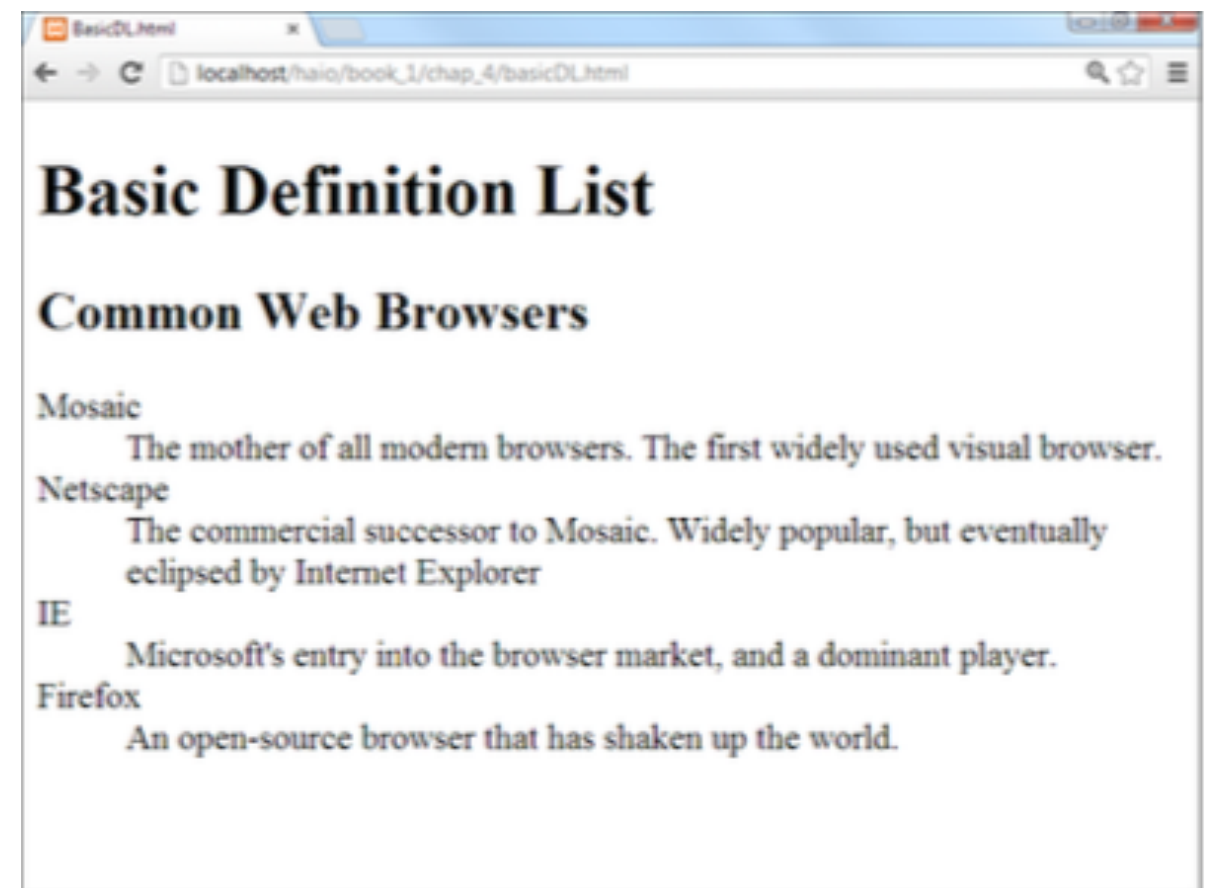 BasicDL.html
localhost/haio/book_1/chap_4/basicDL.html
Basic Definition List
Common Web Browsers
Mosaic
The mother of all modern browsers. The first widely used visual browser.
Netscape
The commercial successor to Mosaic. Widely popular, but eventually
eclipsed by Internet Explorer
IE
Microsoft's entry into the browser market, and a dominant player.
Firefox
An open-source browser that has shaken up the world.